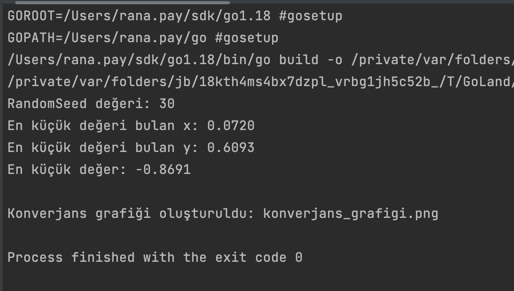 GOROOT=/Users/rana.pay/sdk/go1.18 #gosetup
GOPATH=/Users/rana.pay/go #gosetup
/Users/rana.pay/sdk/go1.18/bin/go build -o /private/var/folders/
/private/var/folders/jb/18kth4ms4bx7dzpl_vrbg1jh5c52b_/T/GoLand/
RandomSeed değeri: 30
En küçük değeri bulan x: 0.0720
En küçük değeri bulan y: 0.6093
En küçük değer: -0.8691
Konverjans grafiği oluşturuldu: konverjans_grafigi.png
Process finished with the exit code 0